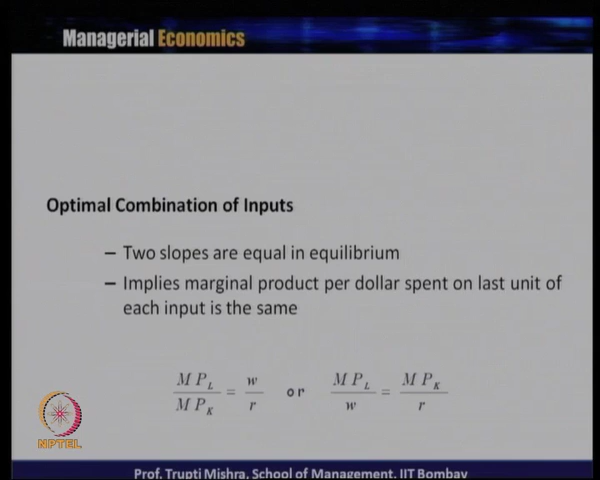 Managerial Economics
Optimal Combination of Inputs
– Two slopes are equal in equilibrium
– Implies marginal product per dollar spent on last unit of
each input is the same
MP_L / MP_K = w / r or MP_L / w = MP_K / r
NPTEL
Prof. Trupti Mishra, School of Management, IIT Bombay